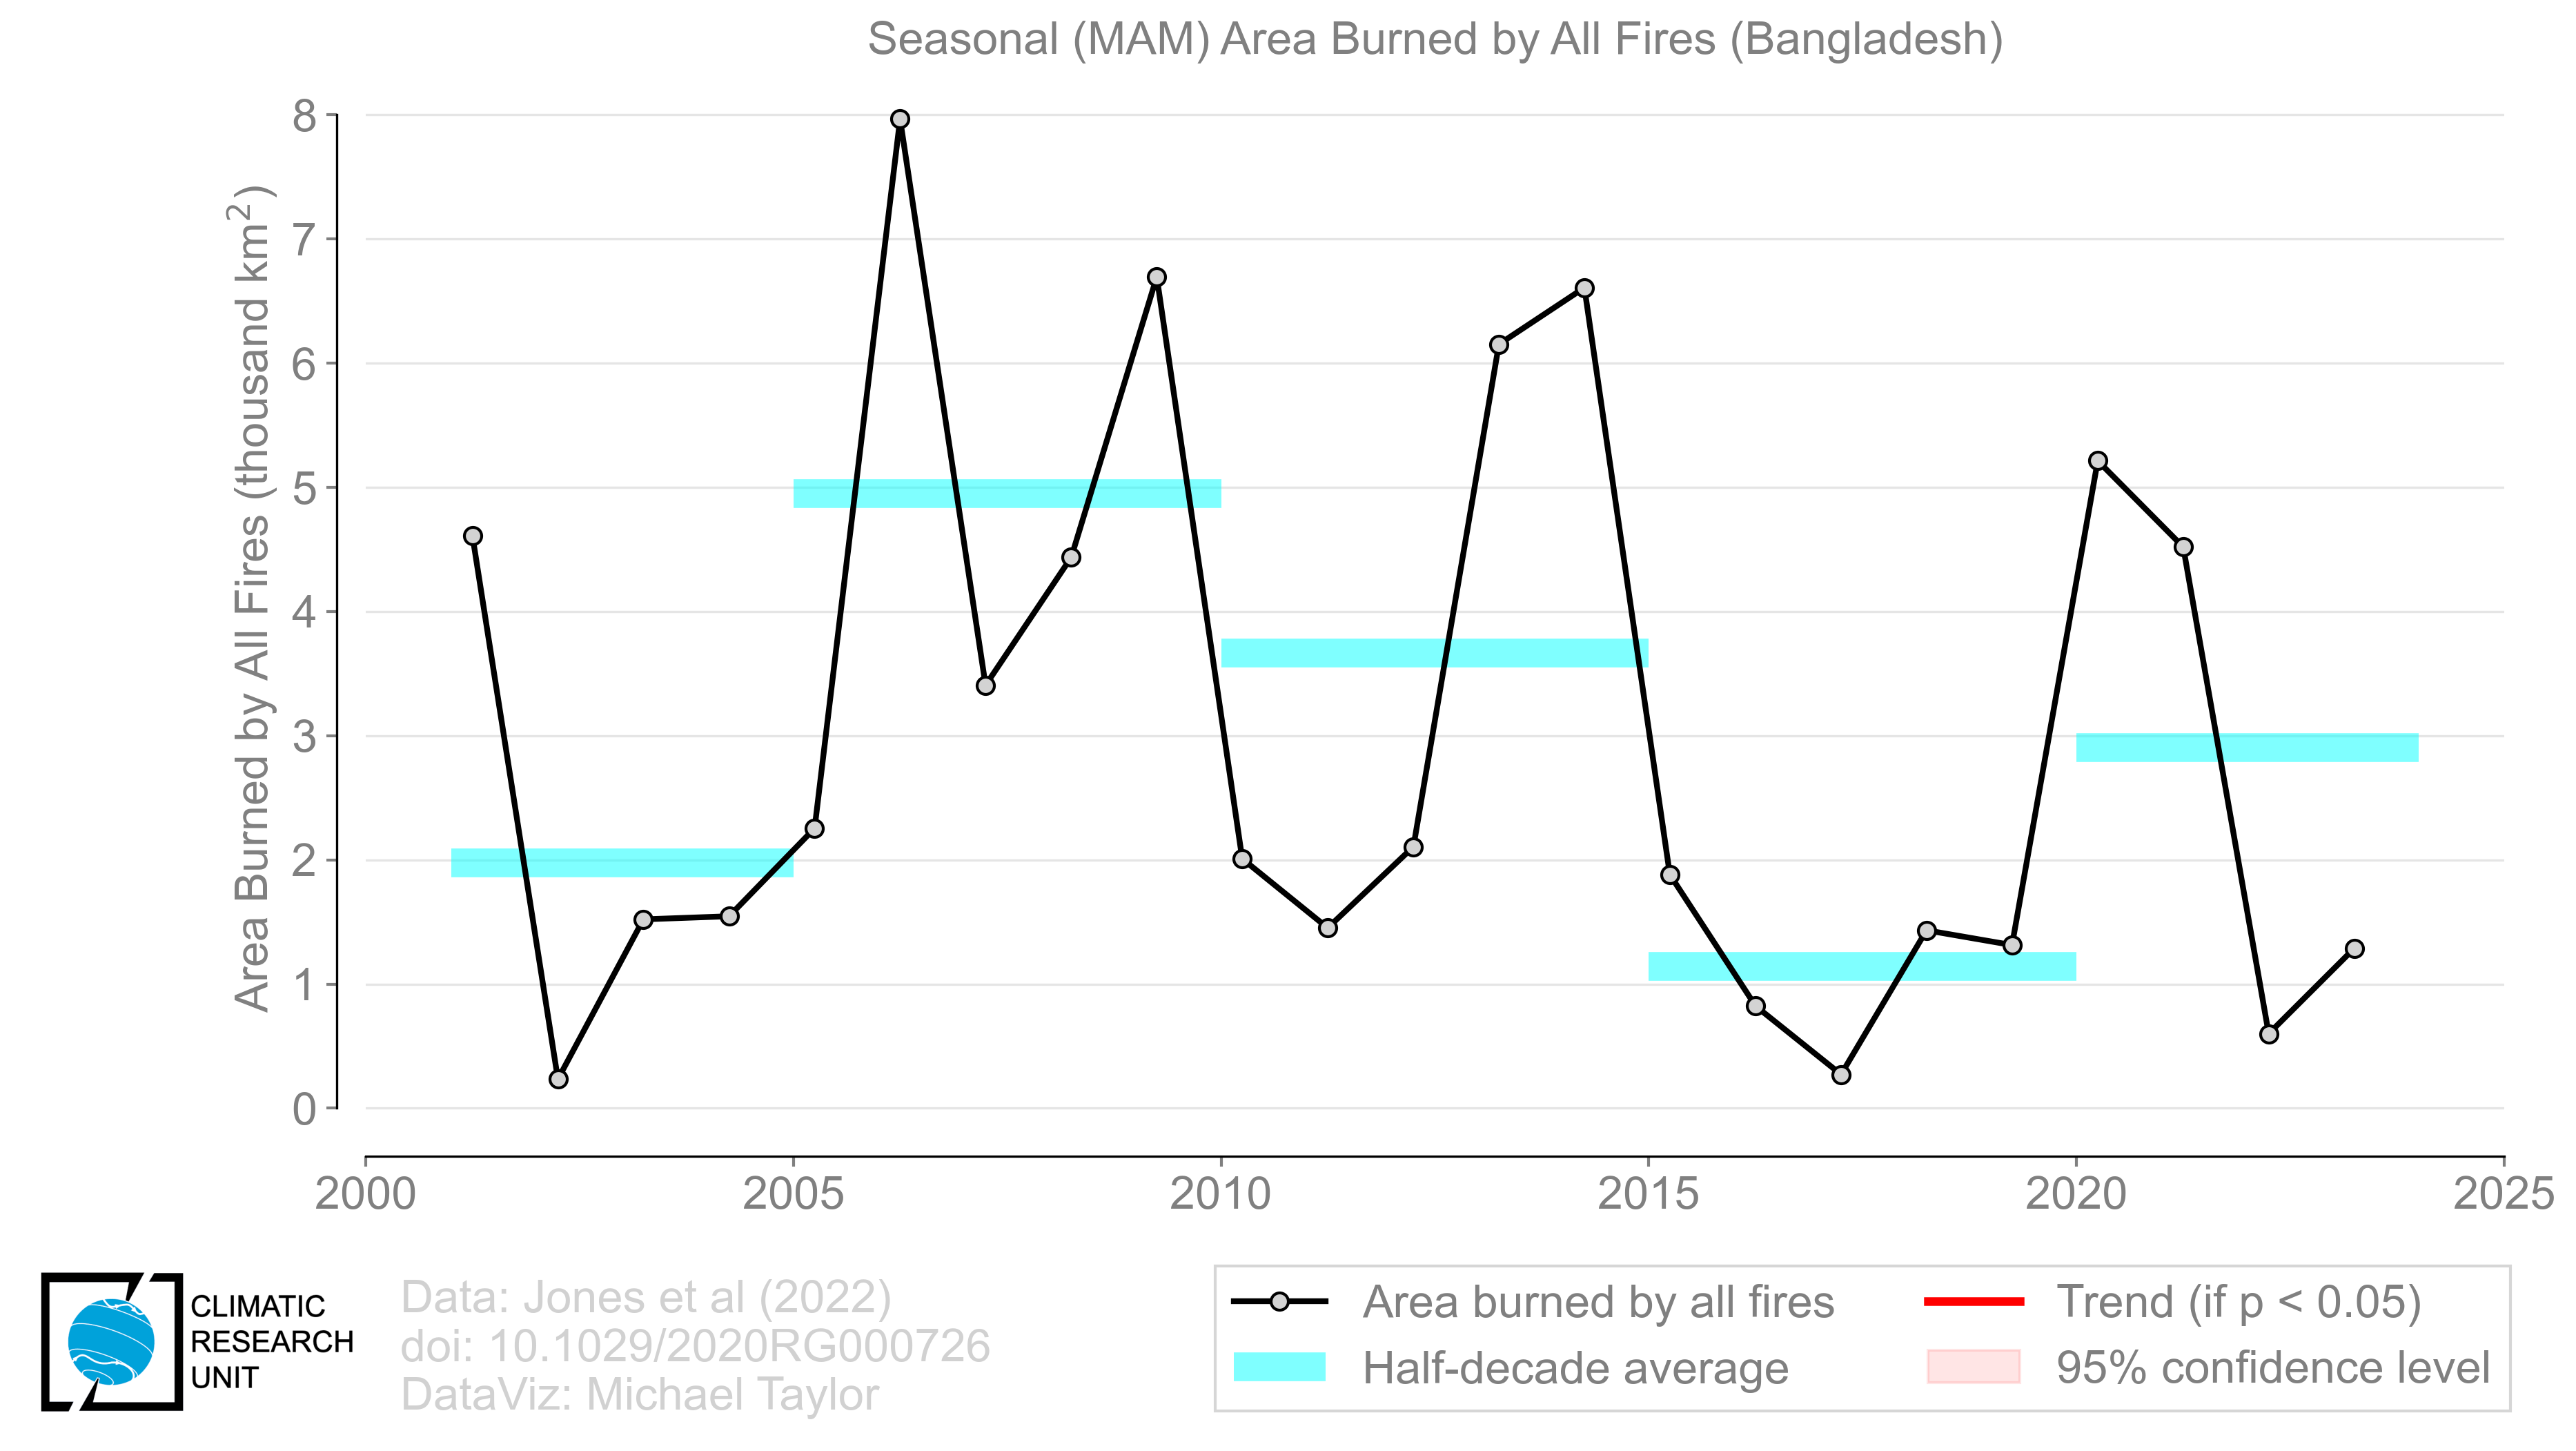 Seasonal (MAM) Area Burned by All Fires (Bangladesh)
Area Burned by All Fires (thousand km²)
8
7
6
5
4
3
2
1
0
2000 2005 2010 2015 2020 2025
CLIMATIC
RESEARCH
UNIT
Data: Jones et al (2022)
doi: 10.1029/2020RG000726
DataViz: Michael Taylor
Area burned by all fires
Half-decade average
Trend (if p < 0.05)
95% confidence level